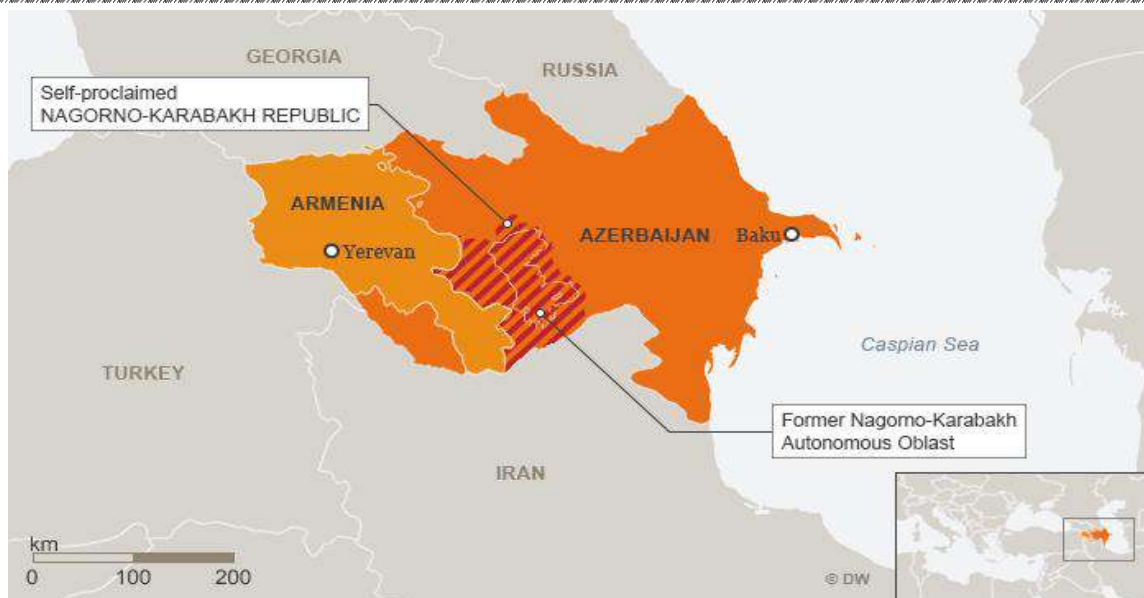 GEORGIA
RUSSIA
Self-proclaimed
NAGORNO-KARABAKH REPUBLIC
ARMENIA
AZERBAIJAN
Baku
Yerevan
Caspian Sea
TURKEY
Former Nagorno-Karabakh
Autonomous Oblast
IRAN
km
0 100 200
© DW